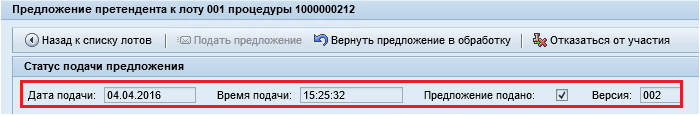 Предложение претендента к лоту 001 процедуры 1000000212
Назад к списку лотов Подать предложение Вернуть предложение в обработку Отказаться от участия
Статус подачи предложения
Дата подачи: 04.04.2016 Время подачи: 15:25:32 Предложение подано: Версия: 002